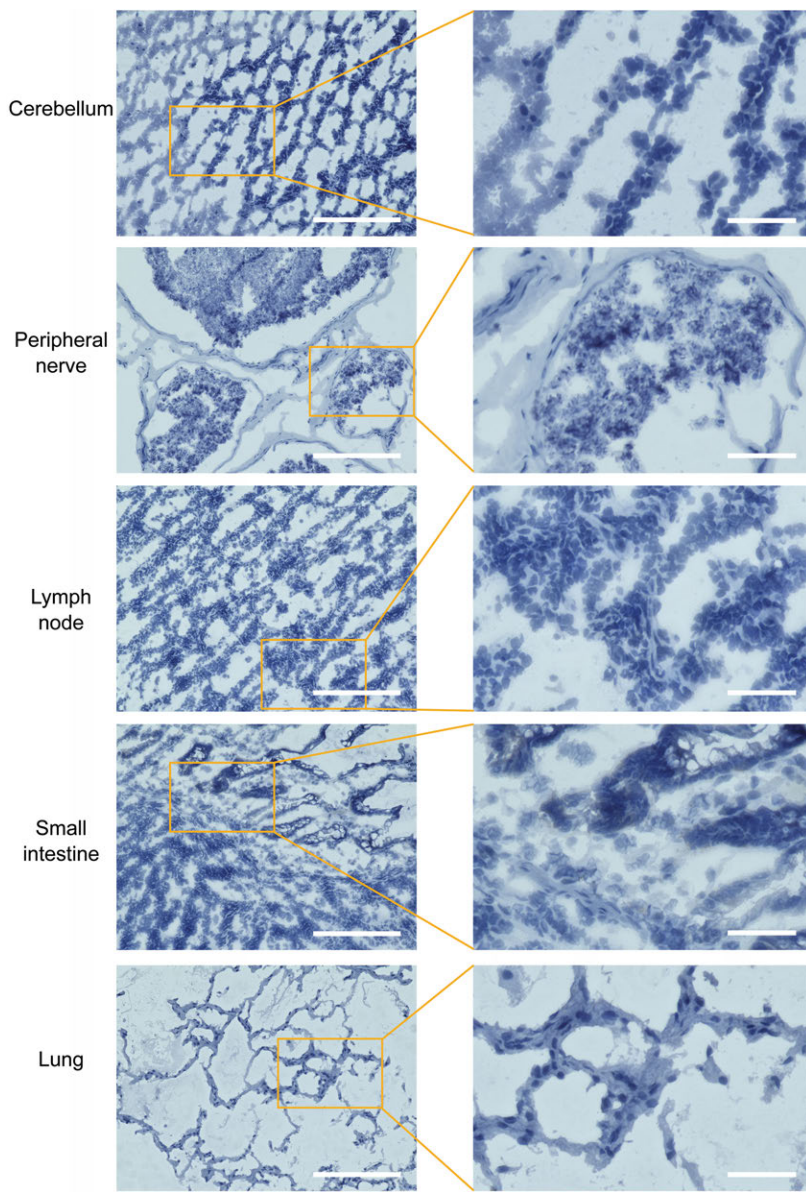 Cerebellum
Peripheral
nerve
Lymph
node
Small
intestine
Lung